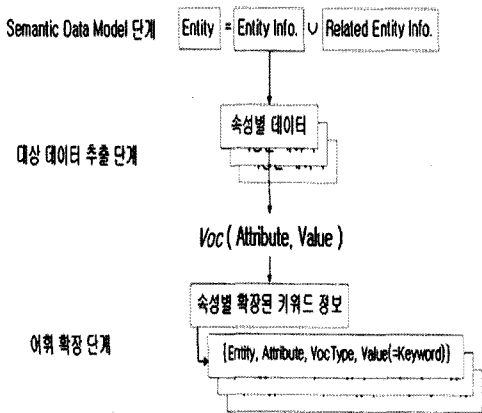 Semantic Data Model 단계 Entity = Entity Info. ∪ Related Entity Info.
속성별 데이터
대상 데이터 추출 단계
Voc ( Attribute, Value )
속성별 확장된 키워드 정보
어휘 확장 단계
{Entity, Attribute, VocType, Value(=Keyword)}